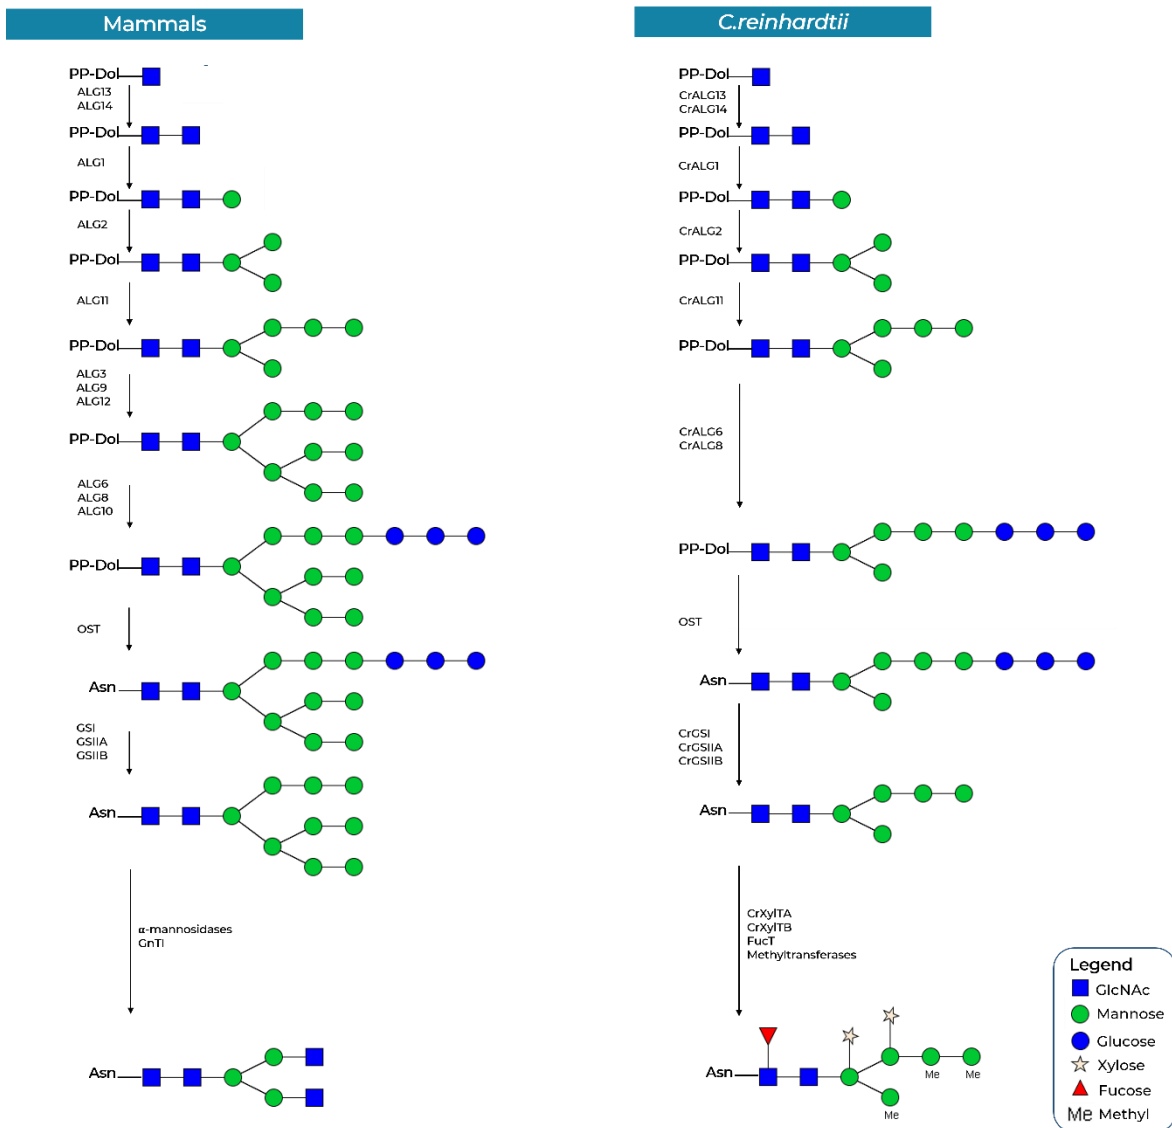 Mammals
PP-Dol
ALG13
ALG14
PP-Dol
ALG1
PP-Dol
ALG2
PP-Dol
ALG11
PP-Dol
ALG3
ALG9
ALG12
PP-Dol
ALG6
ALG8
ALG10
PP-Dol
OST
Asn
GSI
GSIIA
GSIIB
Asn
α-mannosidases
GnTI
Asn
C.reinhardtii
PP-Dol
CrALG13
CrALG14
PP-Dol
CrALG1
PP-Dol
CrALG2
PP-Dol
CrALG11
PP-Dol
CrALG6
CrALG8
PP-Dol
OST
Asn
CrGSI
CrGSIIA
CrGSIIB
Asn
CrXylTA
CrXylTB
FucT
Methyltransferases
Asn
Me Me
Me
Legend
GlcNAc
Mannose
Glucose
Xylose
Fucose
Me Methyl